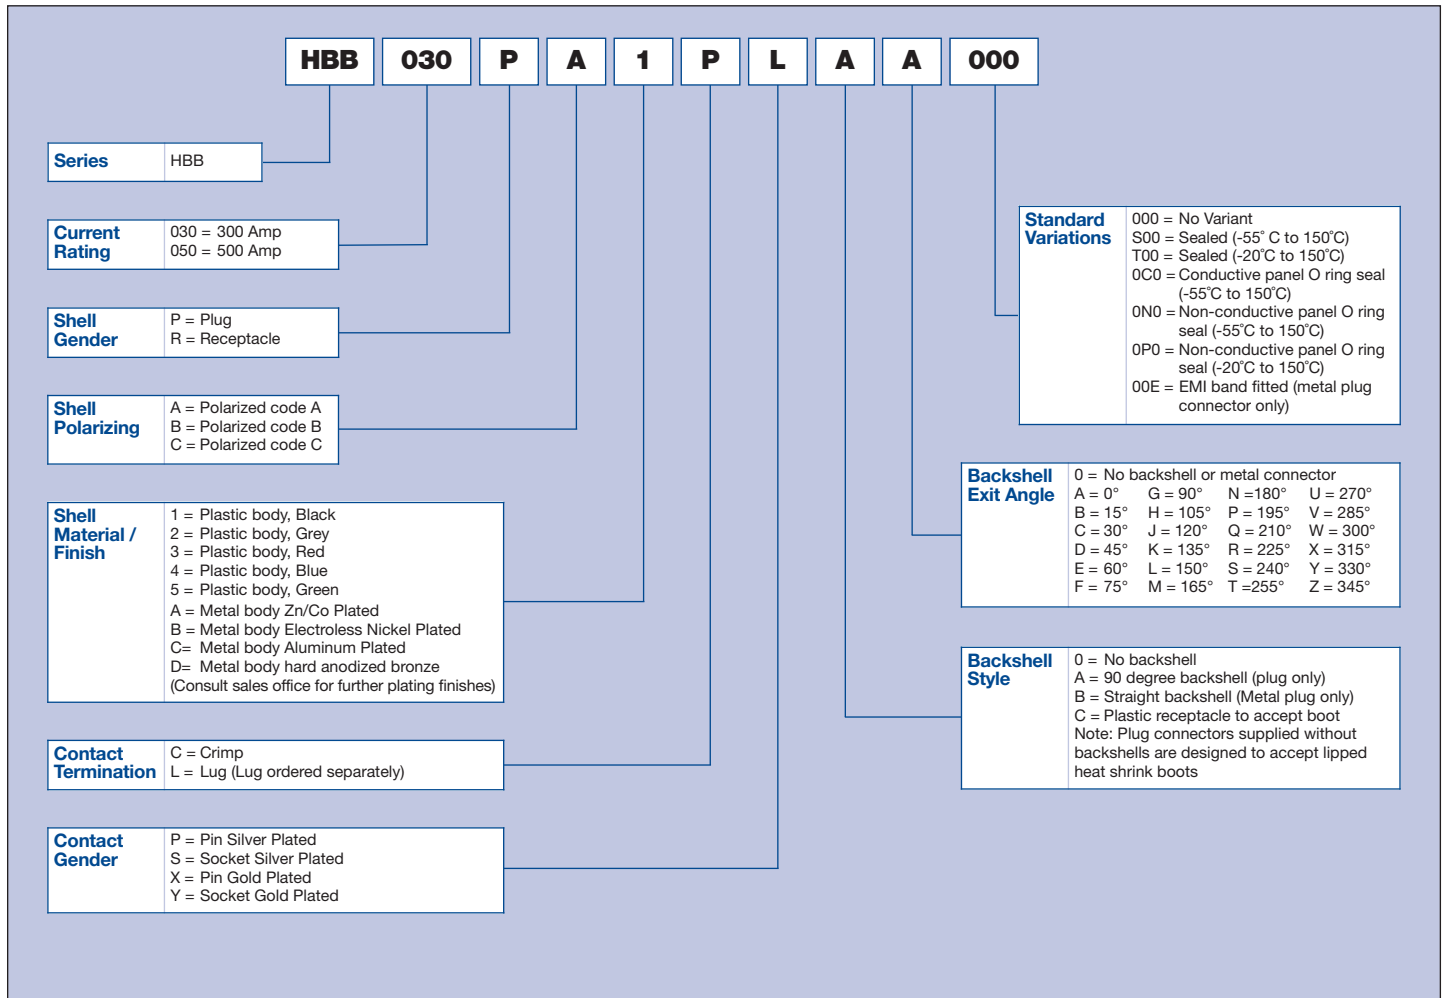 HBB 030 P A 1 P L A A 000
Series HBB
Current Rating
030 = 300 Amp
050 = 500 Amp
Shell Gender
P = Plug
R = Receptacle
Shell Polarizing
A = Polarized code A
B = Polarized code B
C = Polarized code C
Shell Material / Finish
1 = Plastic body, Black
2 = Plastic body, Grey
3 = Plastic body, Red
4 = Plastic body, Blue
5 = Plastic body, Green
A = Metal body Zn/Co Plated
B = Metal body Electroless Nickel Plated
C= Metal body Aluminum Plated
D= Metal body hard anodized bronze
(Consult sales office for further plating finishes)
Contact Termination
C = Crimp
L = Lug (Lug ordered separately)
Contact Gender
P = Pin Silver Plated
S = Socket Silver Plated
X = Pin Gold Plated
Y = Socket Gold Plated
Standard Variations
000 = No Variant
S00 = Sealed (-55° C to 150°C)
T00 = Sealed (-20°C to 150°C)
0C0 = Conductive panel O ring seal
(-55°C to 150°C)
0N0 = Non-conductive panel O ring
seal (-55°C to 150°C)
0P0 = Non-conductive panel O ring
seal (-20°C to 150°C)
00E = EMI band fitted (metal plug
connector only)
Backshell Exit Angle
0 = No backshell or metal connector
A = 0° G = 90° N =180° U = 270°
B = 15° H = 105° P = 195° V = 285°
C = 30° J = 120° Q = 210° W = 300°
D = 45° K = 135° R = 225° X = 315°
E = 60° L = 150° S = 240° Y = 330°
F = 75° M = 165° T =255° Z = 345°
Backshell Style
0 = No backshell
A = 90 degree backshell (plug only)
B = Straight backshell (Metal plug only)
C = Plastic receptacle to accept boot
Note: Plug connectors supplied without
backshells are designed to accept lipped
heat shrink boots